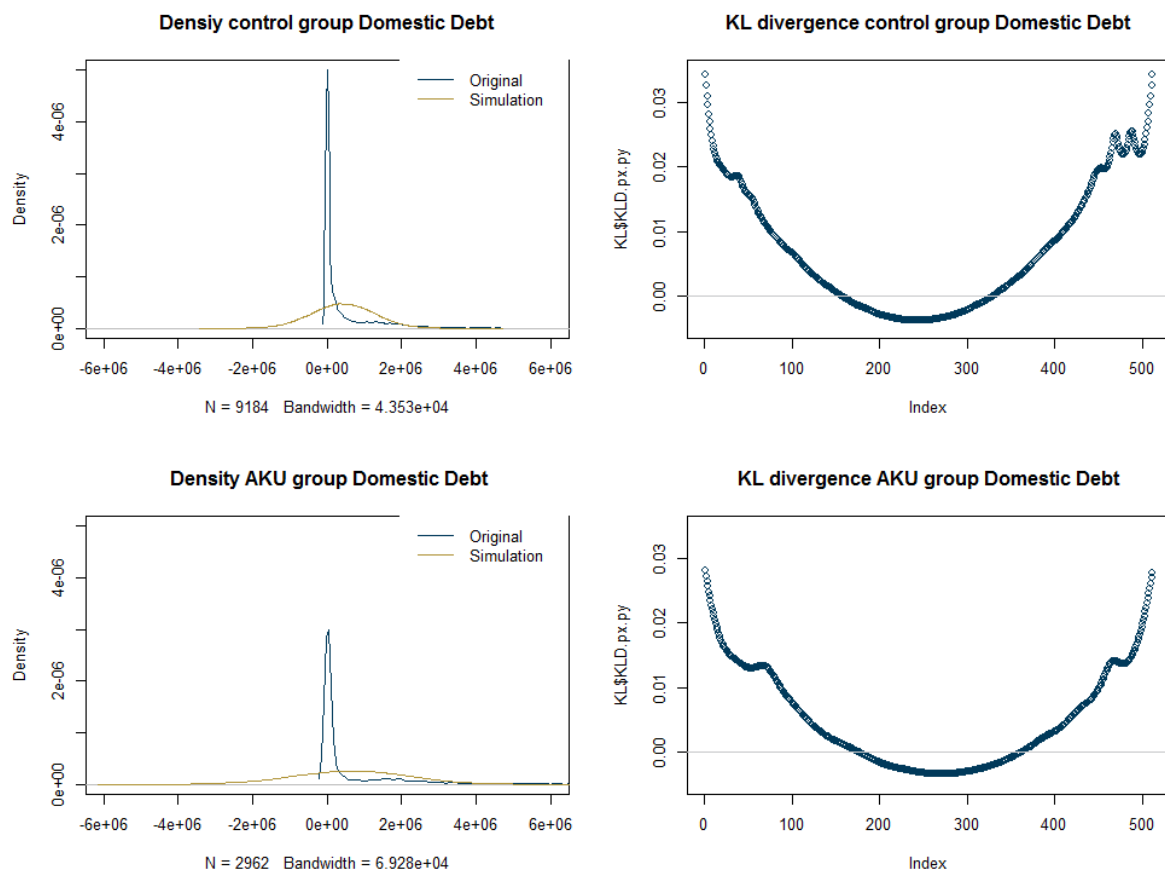 Densiy control group Domestic Debt
Density
4e-06
2e-06
0e+00
Original
Simulation
-6e+06 -4e+06 -2e+06 0e+00 2e+06 4e+06 6e+06
N = 9184 Bandwidth = 4.353e+04
KL divergence control group Domestic Debt
KL$KLD.px.py
0.03
0.02
0.01
0.00
0 100 200 300 400 500
Index
Density AKU group Domestic Debt
Density
4e-06
2e-06
0e+00
Original
Simulation
-6e+06 -4e+06 -2e+06 0e+00 2e+06 4e+06 6e+06
N = 2962 Bandwidth = 6.928e+04
KL divergence AKU group Domestic Debt
KL$KLD.px.py
0.03
0.02
0.01
0.00
0 100 200 300 400 500
Index